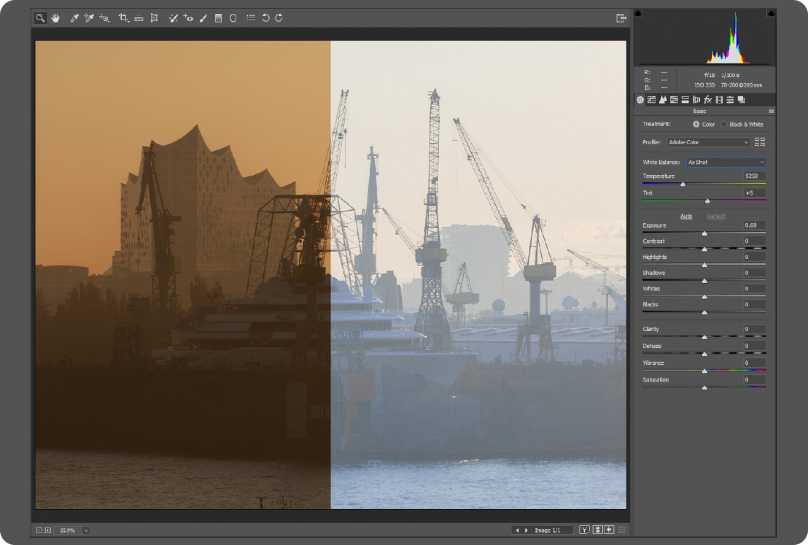 R: ---
G: ---
B: ---
f/18 1/100 s
ISO 250 70-200@200 mm
fx
Basic
Treatment: Color Black & White
Profile: Adobe Color
White Balance: As Shot
Temperature 5250
Tint +5
Auto Default
Exposure 0.00
Contrast 0
Highlights 0
Shadows 0
Whites 0
Blacks 0
Clarity 0
Dehaze 0
Vibrance 0
Saturation 0
25.9% Image 1/1 Y